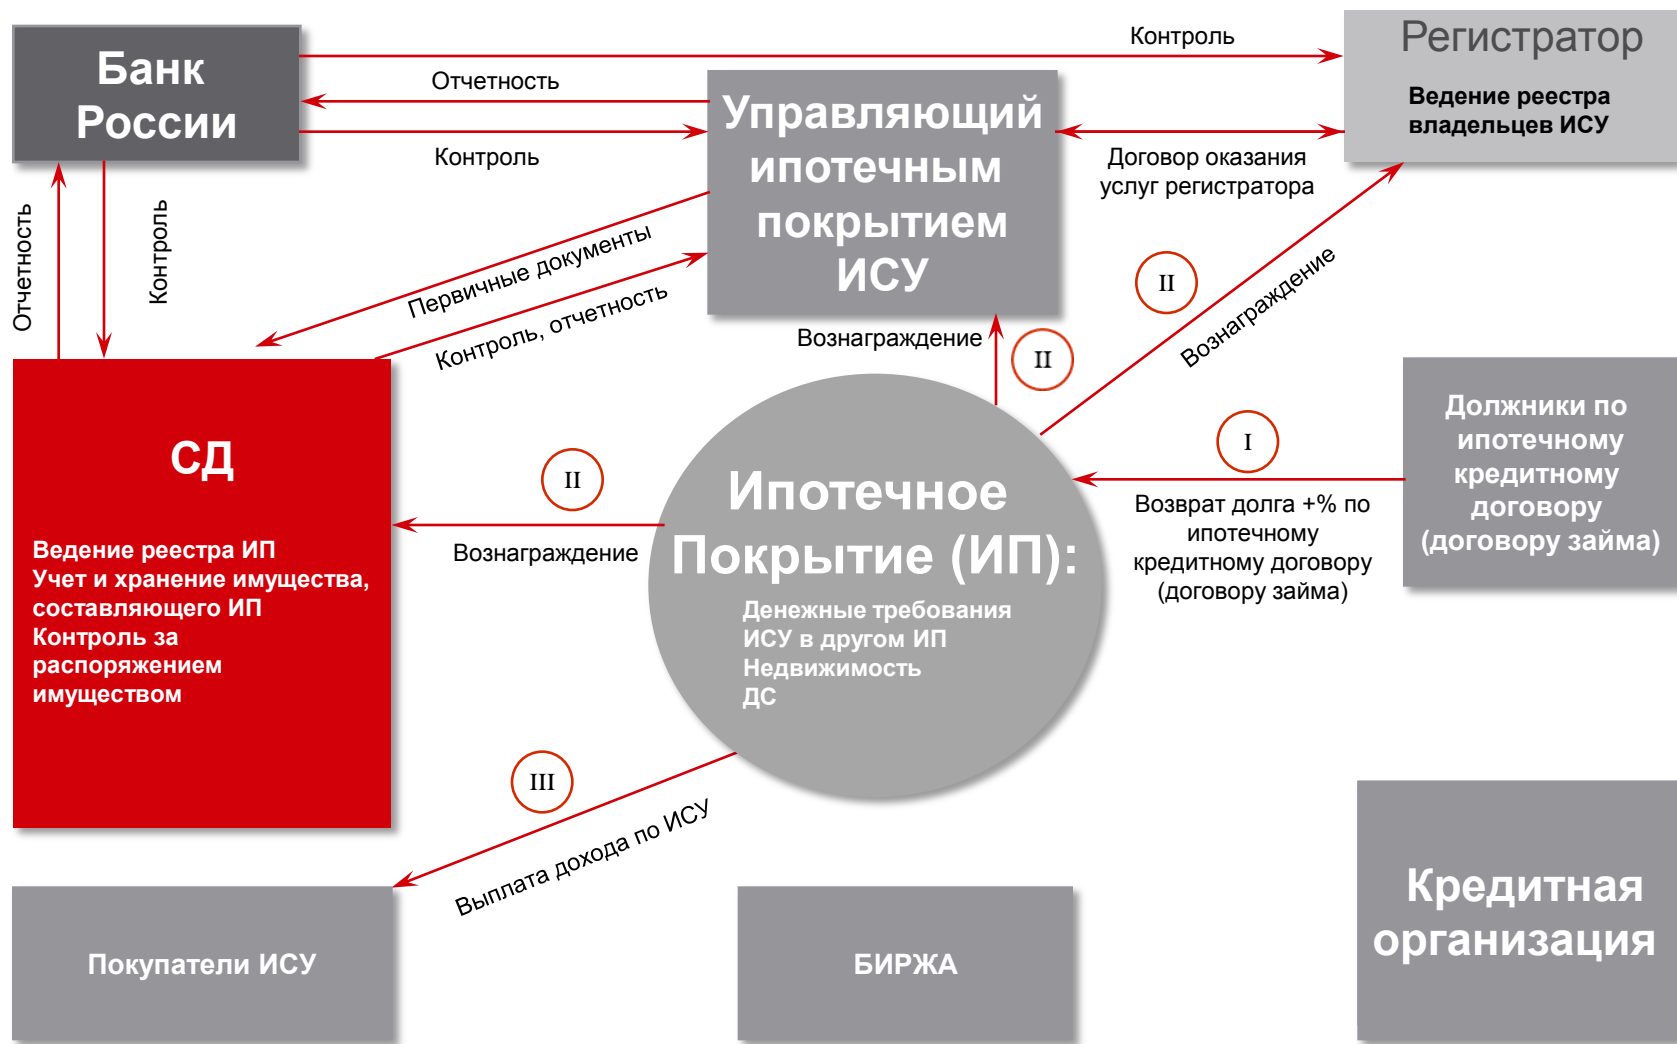 Банк
России
Контроль
Отчетность
Контроль
Регистратор
Ведение реестра
владельцев ИСУ
Управляющий
ипотечным
покрытием
ИСУ
Договор оказания
услуг регистратора
Отчетность
Контроль
Первичные документы
Контроль, отчетность
Вознаграждение
II
II
Вознаграждение
СД
Ведение реестра ИП
Учет и хранение имущества,
составляющего ИП
Контроль за
распоряжением
имуществом
II
Вознаграждение
Ипотечное
Покрытие (ИП):
Денежные требования
ИСУ в другом ИП
Недвижимость
ДС
I
Возврат долга +% по
ипотечному
кредитному договору
(договору займа)
Должники по
ипотечному
кредитному
договору
(договору займа)
III
Выплата дохода по ИСУ
Покупатели ИСУ
БИРЖА
Кредитная
организация